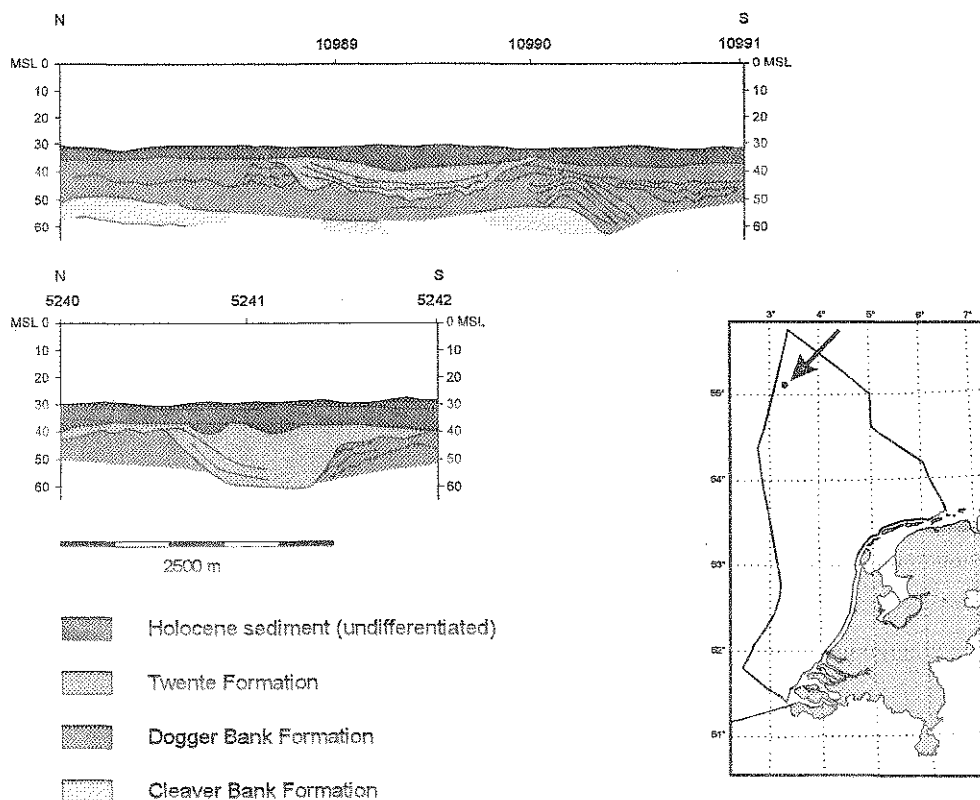 N S
10989 10990 10991
MSL 0 0 MSL
10 10
20 20
30 30
40 40
50 50
60 60
N S
5240 5241 5242
MSL 0 0 MSL
10 10
20 20
30 30
40 40
50 50
60 60
2500 m
Holocene sediment (undifferentiated)
Twente Formation
Dogger Bank Formation
Cleaver Bank Formation
3° 4° 5° 6° 7°
55°
54°
53°
52°
51°